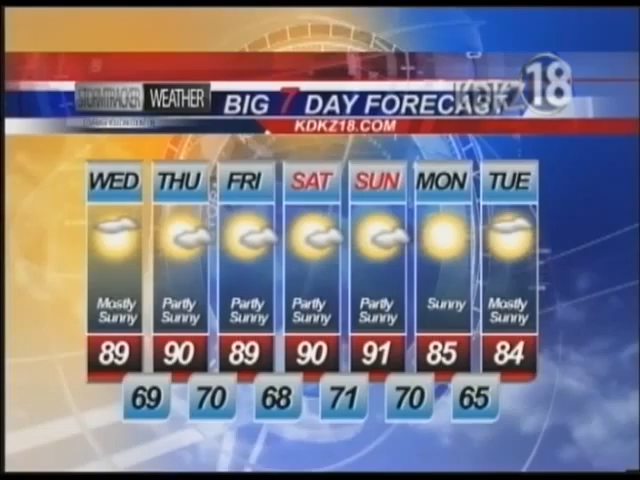 STORMTRACKER WEATHER
BIG 7 DAY FORECAST
KDKZ 18
KDKZ18.COM
WED THU FRI SAT SUN MON TUE
Mostly Sunny Partly Sunny Partly Sunny Partly Sunny Partly Sunny Sunny Mostly Sunny
89 90 89 90 91 85 84
69 70 68 71 70 65